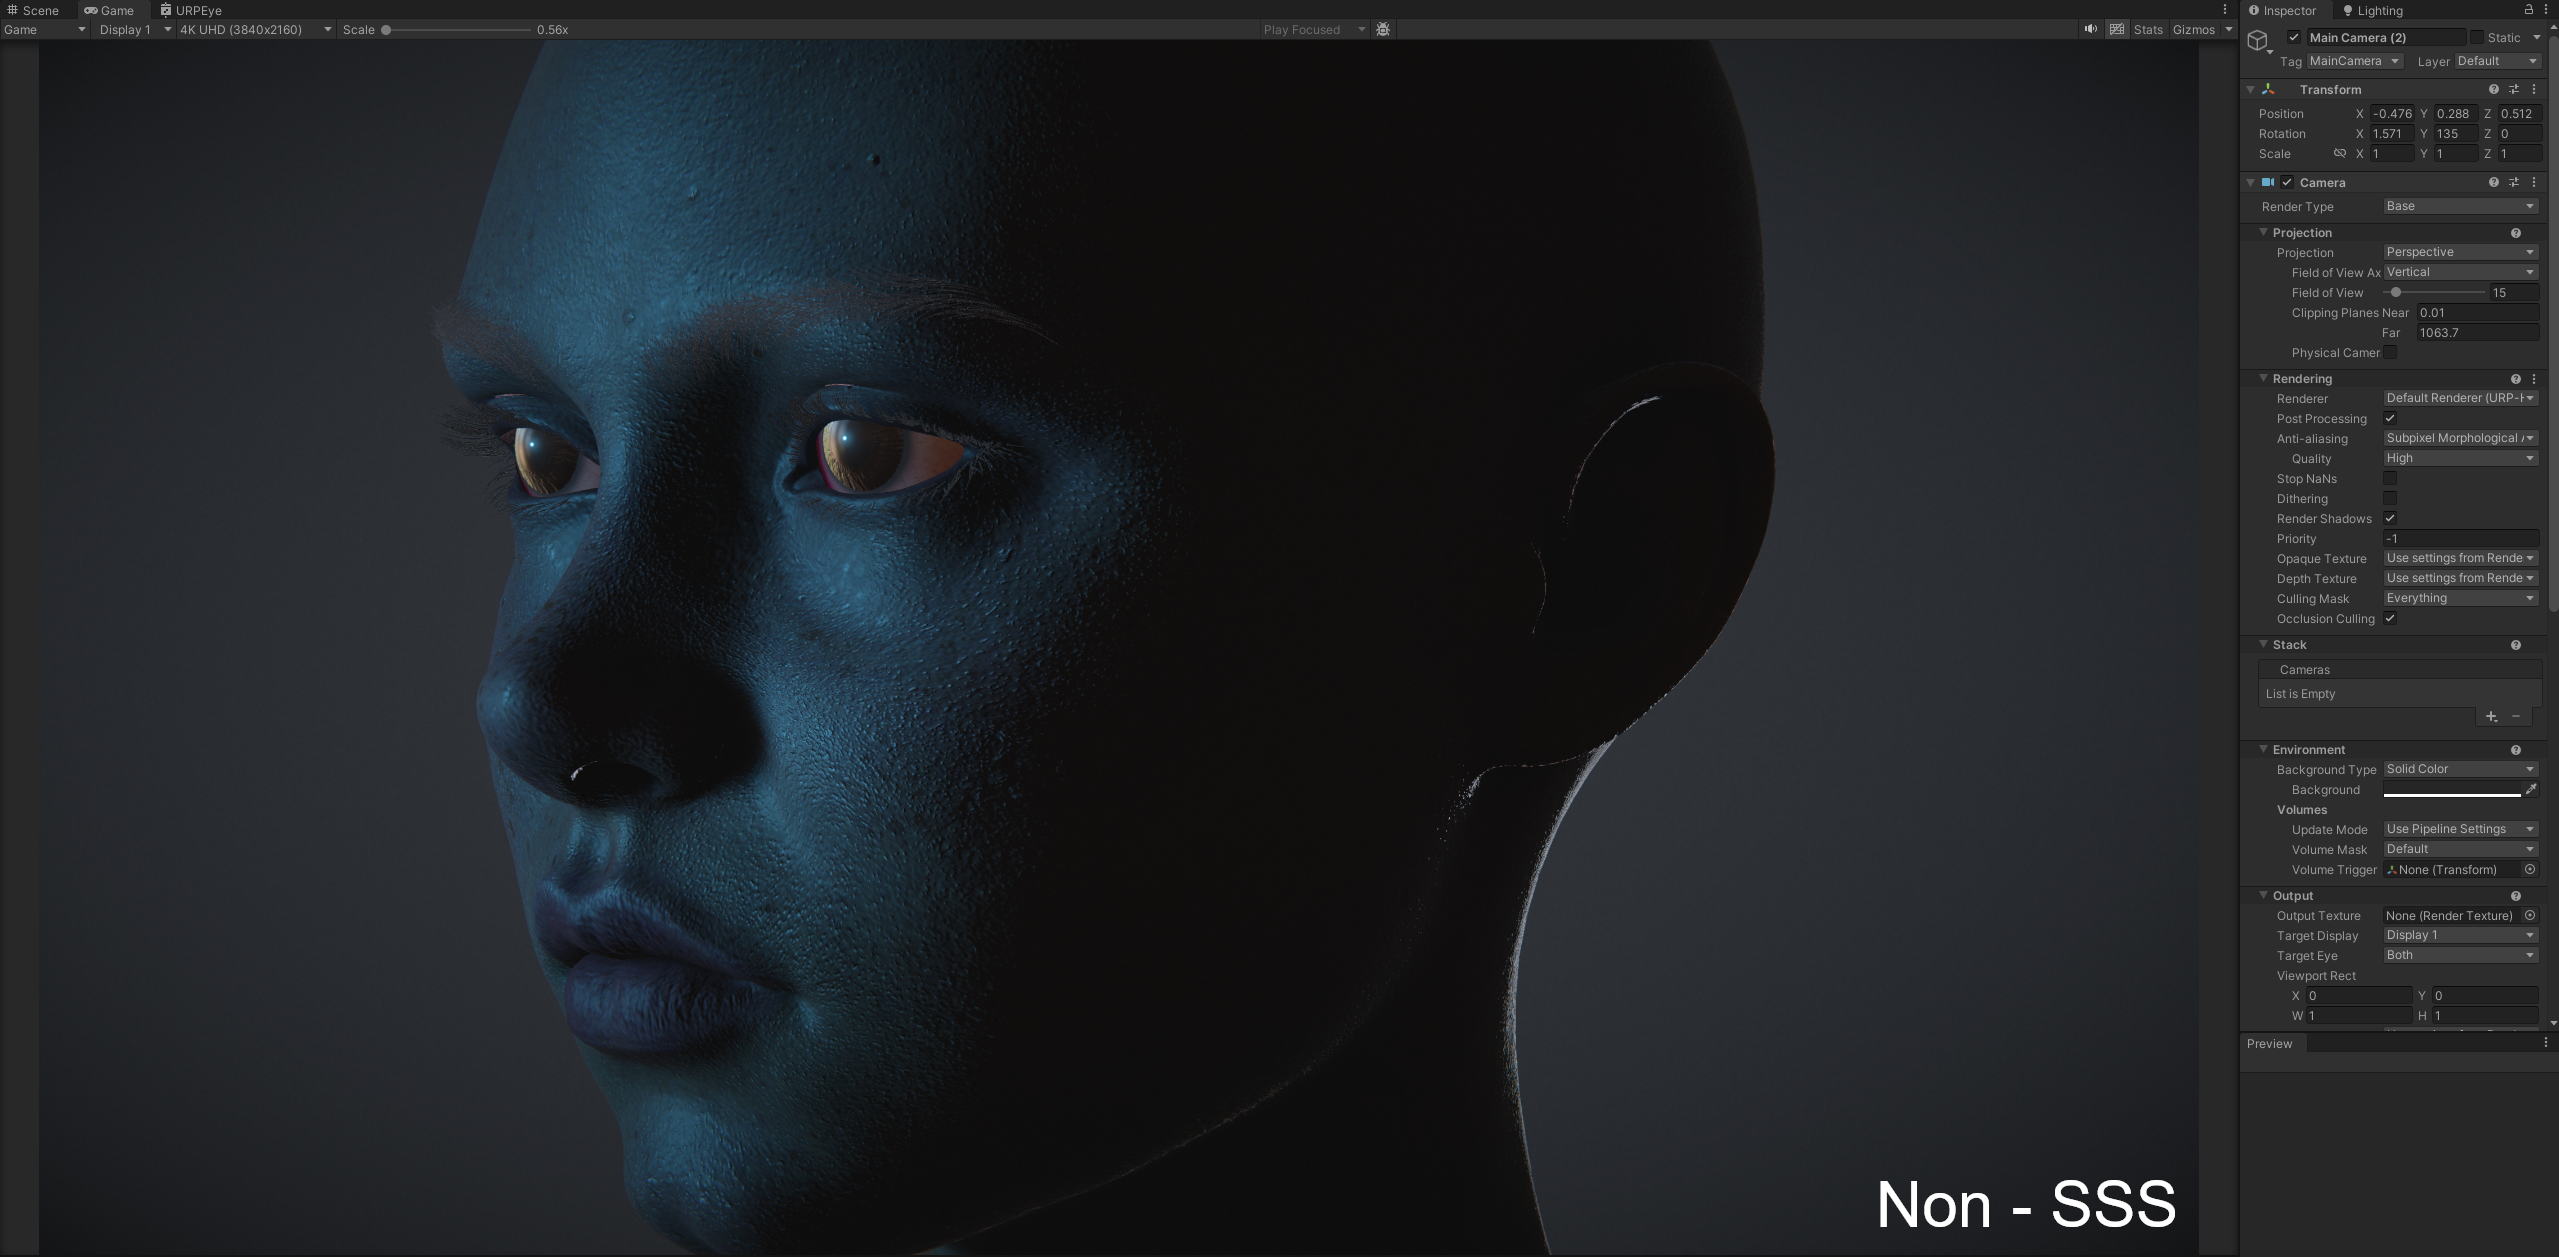 Scene Game URPEye
Game Display 1 4K UHD (3840x2160) Scale 0.56x Play Focused Stats Gizmos
Inspector Lighting
Main Camera (2) Static
Tag MainCamera Layer Default
Transform
Position X -0.476 Y 0.288 Z 0.512
Rotation X 1.571 Y 135 Z 0
Scale X 1 Y 1 Z 1
Camera
Render Type Base
Projection
Projection Perspective
Field of View Ax Vertical
Field of View 15
Clipping Planes Near 0.01
Far 1063.7
Physical Camer
Rendering
Renderer Default Renderer (URP-H
Post Processing
Anti-aliasing Subpixel Morphological
Quality High
Stop NaNs
Dithering
Render Shadows
Priority -1
Opaque Texture Use settings from Rende
Depth Texture Use settings from Rende
Culling Mask Everything
Occlusion Culling
Stack
Cameras
List is Empty
Environment
Background Type Solid Color
Background
Volumes
Update Mode Use Pipeline Settings
Volume Mask Default
Volume Trigger None (Transform)
Output
Output Texture None (Render Texture)
Target Display Display 1
Target Eye Both
Viewport Rect
X 0 Y 0
W 1 H 1
Preview
Non - SSS